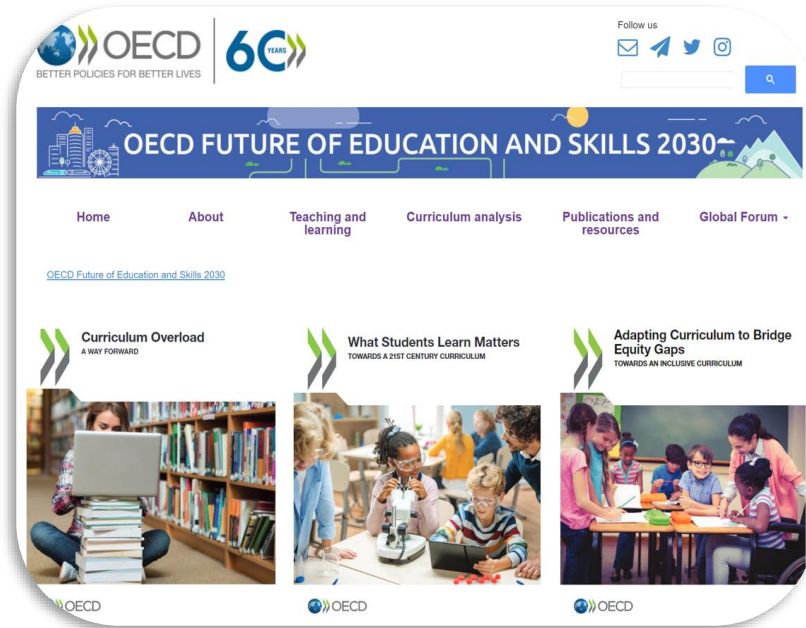 Follow us
OECD
BETTER POLICIES FOR BETTER LIVES
60 YEARS
OECD FUTURE OF EDUCATION AND SKILLS 2030
Home
About
Teaching and
learning
Curriculum analysis
Publications and
resources
Global Forum
OECD Future of Education and Skills 2030
Curriculum Overload
A WAY FORWARD
What Students Learn Matters
TOWARDS A 21ST CENTURY CURRICULUM
Adapting Curriculum to Bridge
Equity Gaps
TOWARDS AN INCLUSIVE CURRICULUM
OECD
OECD
OECD